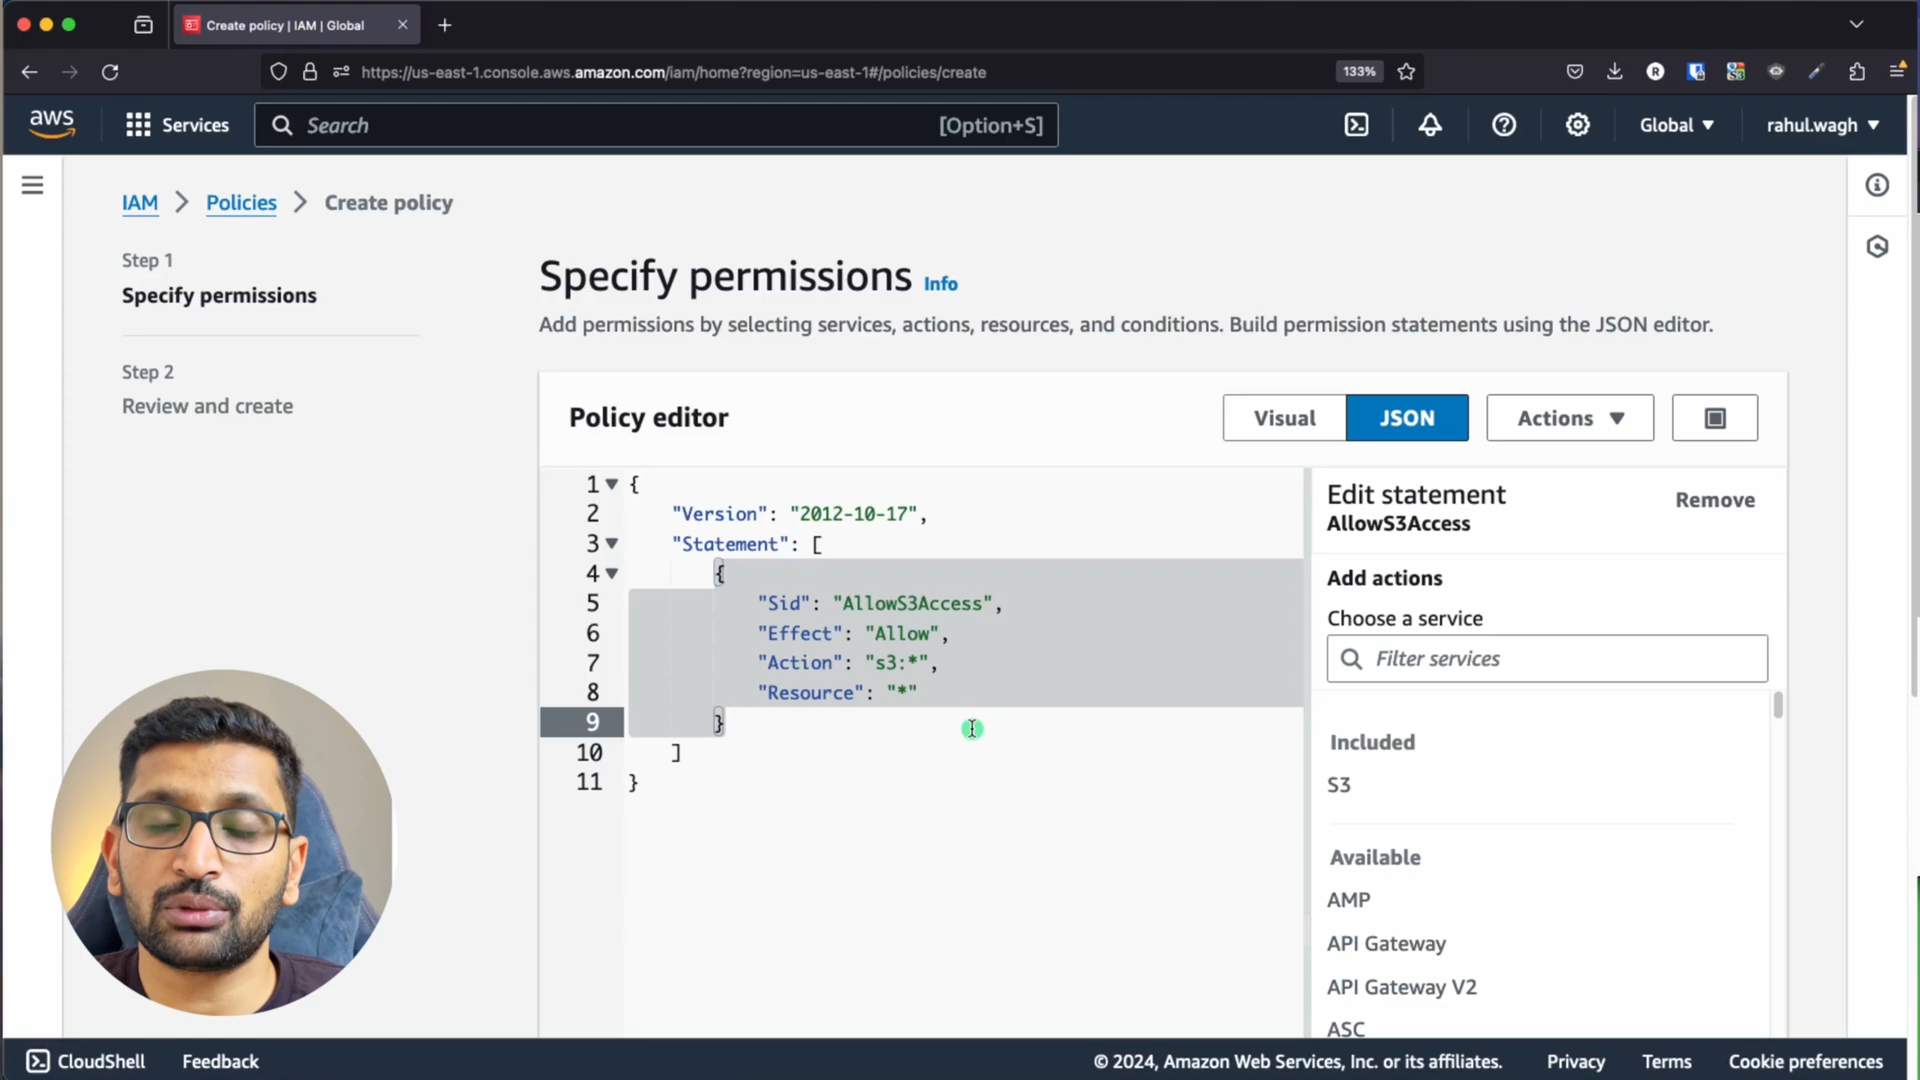 Create policy | IAM | Global
https://us-east-1.console.aws.amazon.com/iam/home?region=us-east-1#/policies/create
133%
aws
Services
Search
[Option+S]
Global
rahul.wagh
IAM
Policies
Create policy
Step 1
Specify permissions
Step 2
Review and create
Specify permissions Info
Add permissions by selecting services, actions, resources, and conditions. Build permission statements using the JSON editor.
Policy editor
Visual
JSON
Actions
1 {
2 "Version": "2012-10-17",
3 "Statement": [
4 {
5 "Sid": "AllowS3Access",
6 "Effect": "Allow",
7 "Action": "s3:*",
8 "Resource": "*"
9 }
10 ]
11 }
Edit statement
Remove
AllowS3Access
Add actions
Choose a service
Filter services
Included
S3
Available
AMP
API Gateway
API Gateway V2
ASC
CloudShell
Feedback
© 2024, Amazon Web Services, Inc. or its affiliates.
Privacy
Terms
Cookie preferences